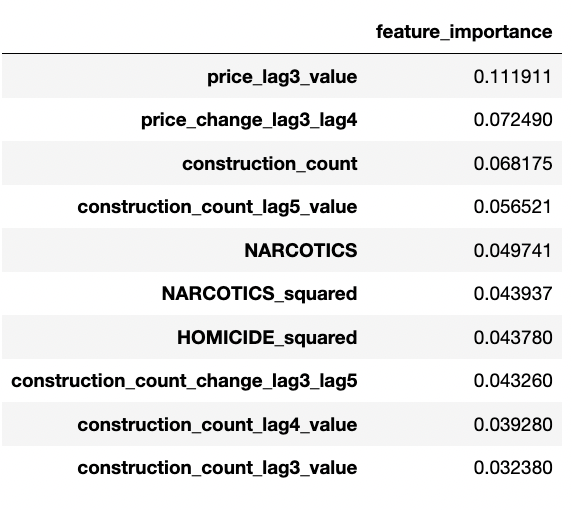 feature_importance
price_lag3_value 0.111911
price_change_lag3_lag4 0.072490
construction_count 0.068175
construction_count_lag5_value 0.056521
NARCOTICS 0.049741
NARCOTICS_squared 0.043937
HOMICIDE_squared 0.043780
construction_count_change_lag3_lag5 0.043260
construction_count_lag4_value 0.039280
construction_count_lag3_value 0.032380